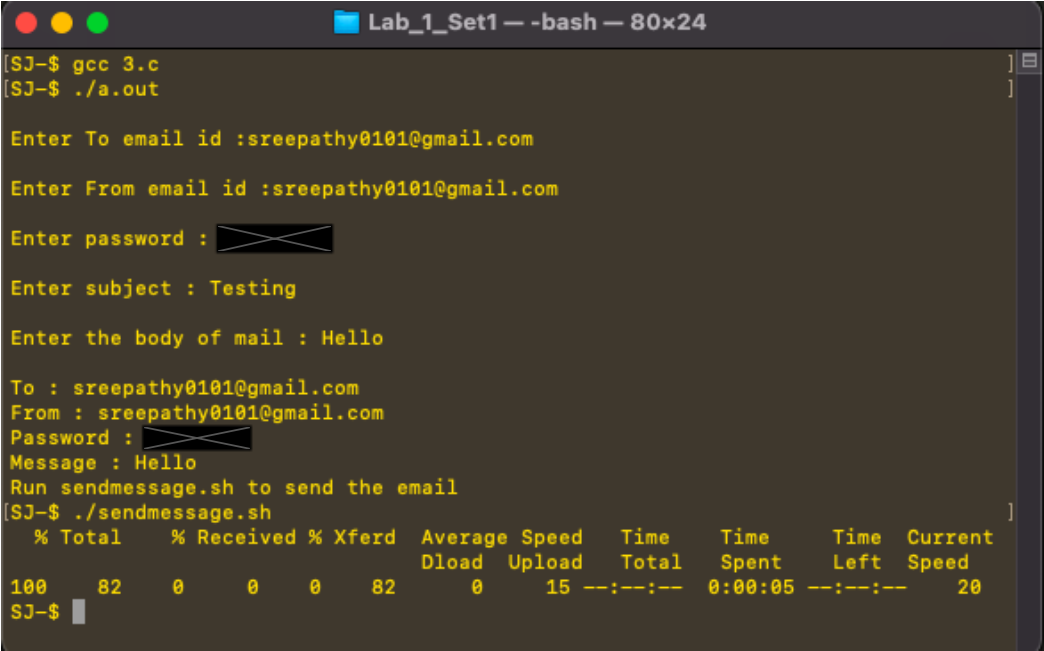 Lab_1_Set1 — -bash — 80×24
[SJ-$ gcc 3.c ]
[SJ-$ ./a.out ]
Enter To email id :sreepathy0101@gmail.com
Enter From email id :sreepathy0101@gmail.com
Enter password :
Enter subject : Testing
Enter the body of mail : Hello
To : sreepathy0101@gmail.com
From : sreepathy0101@gmail.com
Password :
Message : Hello
Run sendmessage.sh to send the email
[SJ-$ ./sendmessage.sh ]
% Total % Received % Xferd Average Speed Time Time Time Current
Dload Upload Total Spent Left Speed
100 82 0 0 0 82 0 15 --:--:-- 0:00:05 --:--:-- 20
SJ-$